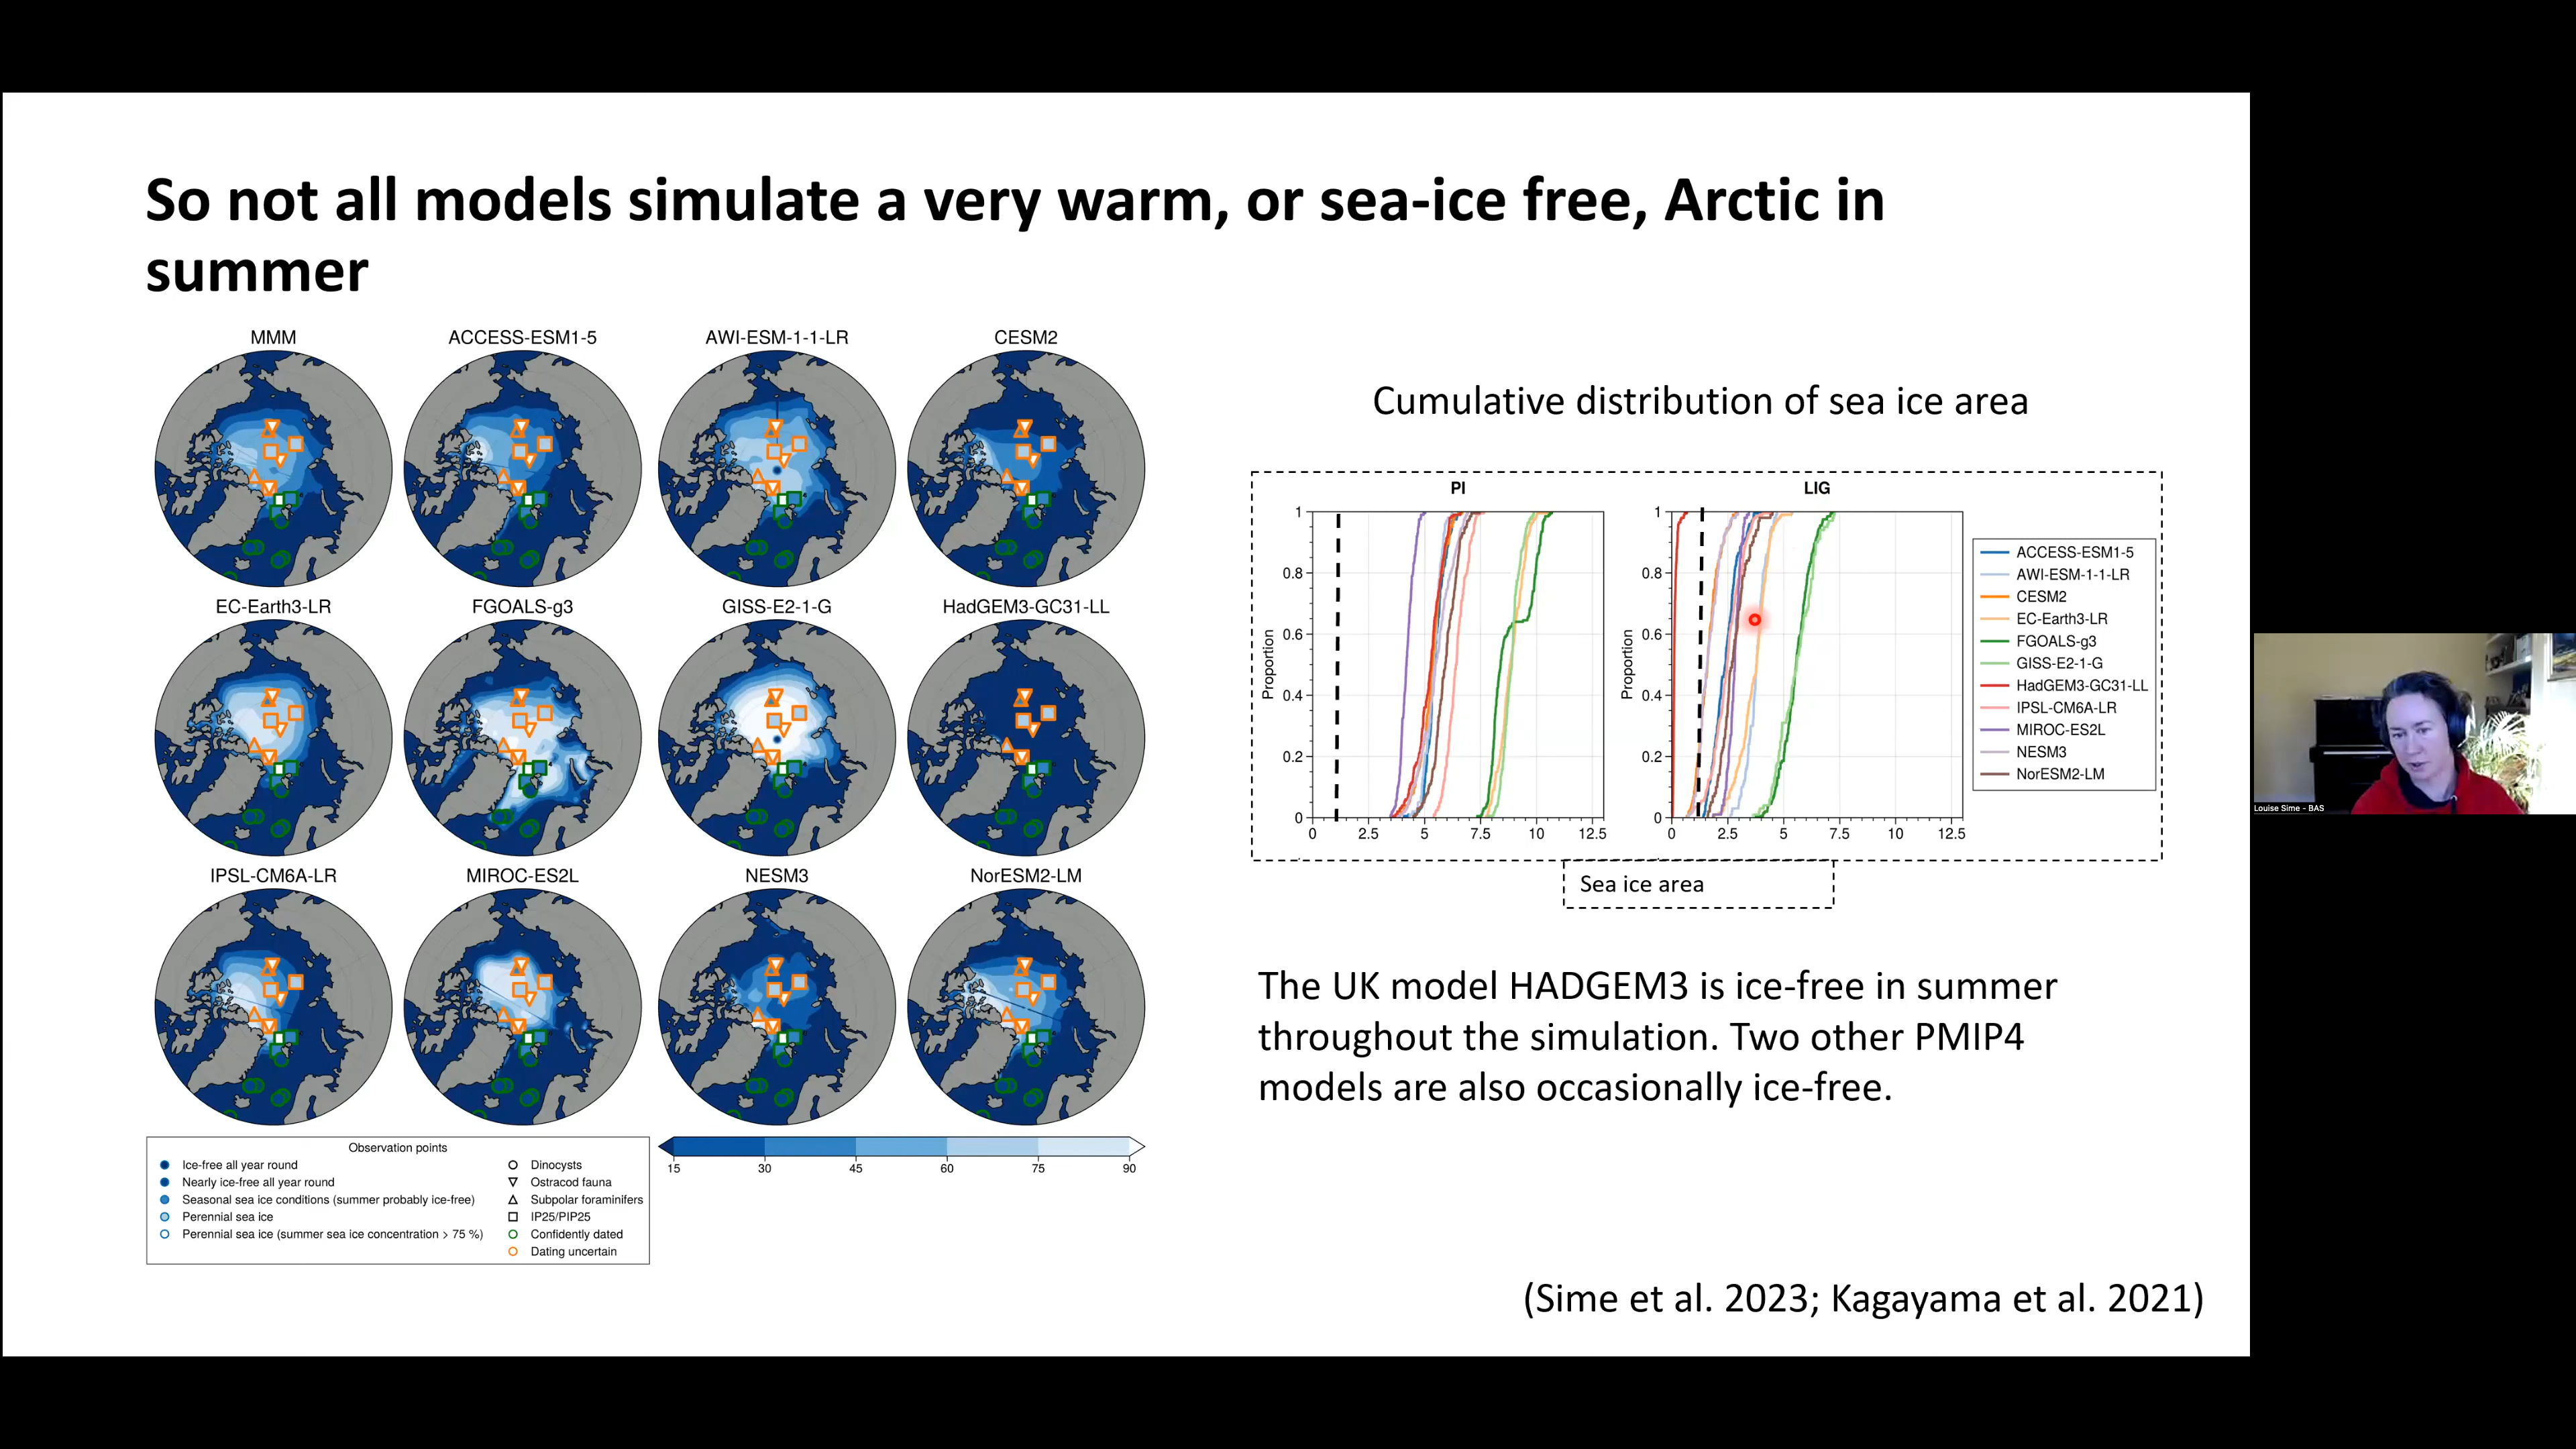 So not all models simulate a very warm, or sea-ice free, Arctic in
summer
MMM
ACCESS-ESM1-5
AWI-ESM-1-1-LR
CESM2
EC-Earth3-LR
FGOALS-g3
GISS-E2-1-G
HadGEM3-GC31-LL
IPSL-CM6A-LR
MIROC-ES2L
NESM3
NorESM2-LM
Observation points
Ice-free all year round
Nearly ice-free all year round
Seasonal sea ice conditions (summer probably ice-free)
Perennial sea ice
Perennial sea ice (summer sea ice concentration > 75 %)
Dinocysts
Ostracod fauna
Subpolar foraminifers
IP25/PIP25
Confidently dated
Dating uncertain
15 30 45 60 75 90
Cumulative distribution of sea ice area
PI
Proportion
1
0.8
0.6
0.4
0.2
0
0 2.5 5 7.5 10 12.5
LIG
Proportion
1
0.8
0.6
0.4
0.2
0
0 2.5 5 7.5 10 12.5
ACCESS-ESM1-5
AWI-ESM-1-1-LR
CESM2
EC-Earth3-LR
FGOALS-g3
GISS-E2-1-G
HadGEM3-GC31-LL
IPSL-CM6A-LR
MIROC-ES2L
NESM3
NorESM2-LM
Sea ice area
The UK model HADGEM3 is ice-free in summer
throughout the simulation. Two other PMIP4
models are also occasionally ice-free.
(Sime et al. 2023; Kagayama et al. 2021)
Louise Sime - BAS